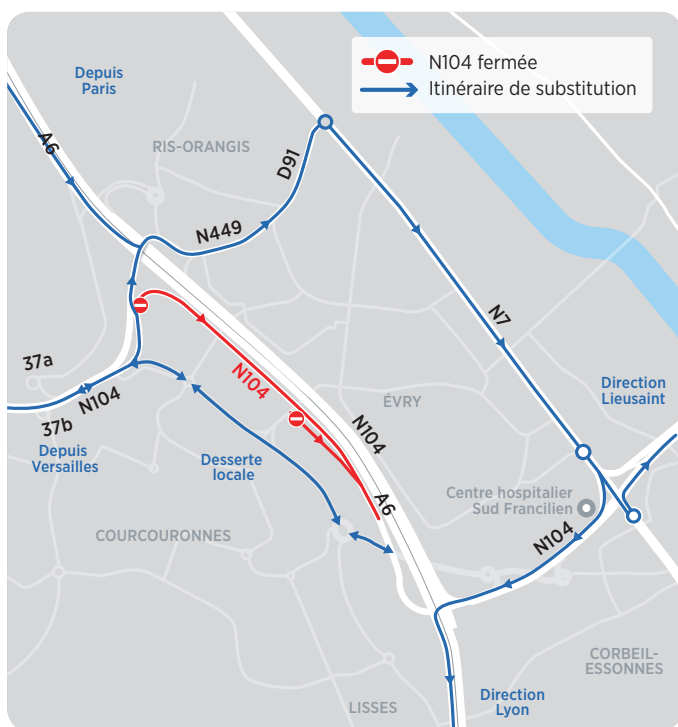 N104 fermée
Itinéraire de substitution
Depuis
Paris
A6
RIS-ORANGIS
D91
N449
N7
37a
N104
37b
Depuis
Versailles
N104
N104
ÉVRY
Direction
Lieusaint
Desserte
locale
A6
Centre hospitalier
Sud Francilien
N104
COURCOURONNES
CORBEIL-
ESSONNES
Direction
Lyon
LISSES